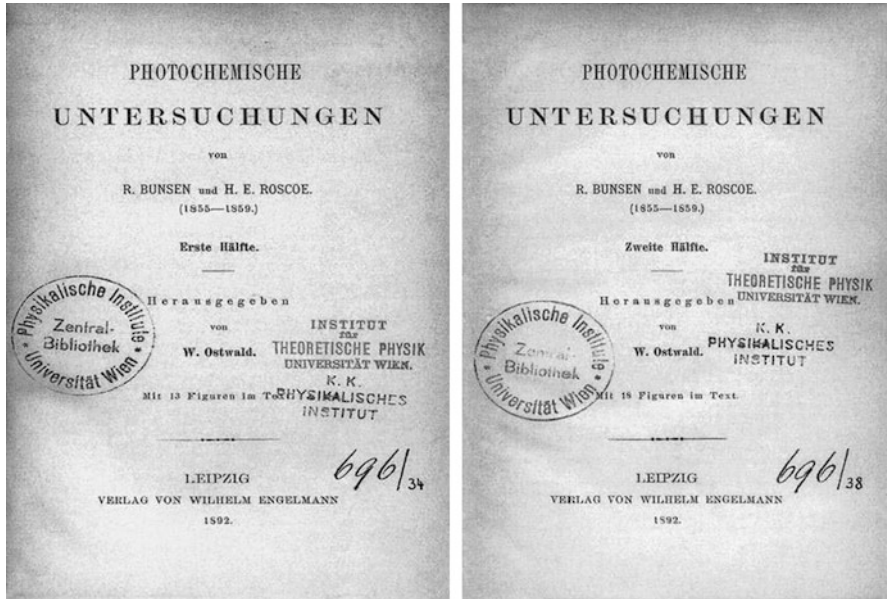 PHOTOCHEMISCHE
UNTERSUCHUNGEN
von
R. BUNSEN und H. E. ROSCOE.
(1855—1859.)
Erste Hälfte.
Herausgegeben
von
W. Ostwald.
Mit 13 Figuren im Text.
LEIPZIG
VERLAG VON WILHELM ENGELMANN
1892.
Physikalische Institute
Zentral-
Bibliothek
Universität Wien
INSTITUT
für
THEORETISCHE PHYSIK
UNIVERSITÄT WIEN.
K. K.
PHYSIKALISCHES
INSTITUT
696/34
PHOTOCHEMISCHE
UNTERSUCHUNGEN
von
R. BUNSEN und H. E. ROSCOE.
(1855—1859.)
Zweite Hälfte.
Herausgegeben
von
W. Ostwald.
Mit 18 Figuren im Text.
LEIPZIG
VERLAG VON WILHELM ENGELMANN
1892.
Physikalische Institute
Zentral-
Bibliothek
Universität Wien
INSTITUT
für
THEORETISCHE PHYSIK
UNIVERSITÄT WIEN.
K. K.
PHYSIKALISCHES
INSTITUT
696/38